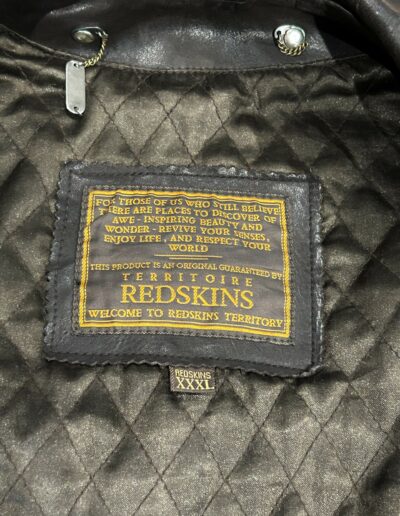 FOR THOSE OF US WHO STILL BELIEVE
THERE ARE PLACES TO DISCOVER OF
AWE - INSPIRING BEAUTY AND
WONDER - REVIVE YOUR SENSES,
ENJOY LIFE, AND RESPECT YOUR
WORLD
THIS PRODUCT IS AN ORIGINAL GUARANTEED BY
TERRITOIRE
REDSKINS
WELCOME TO REDSKINS TERRITORY
REDSKINS
XXXL